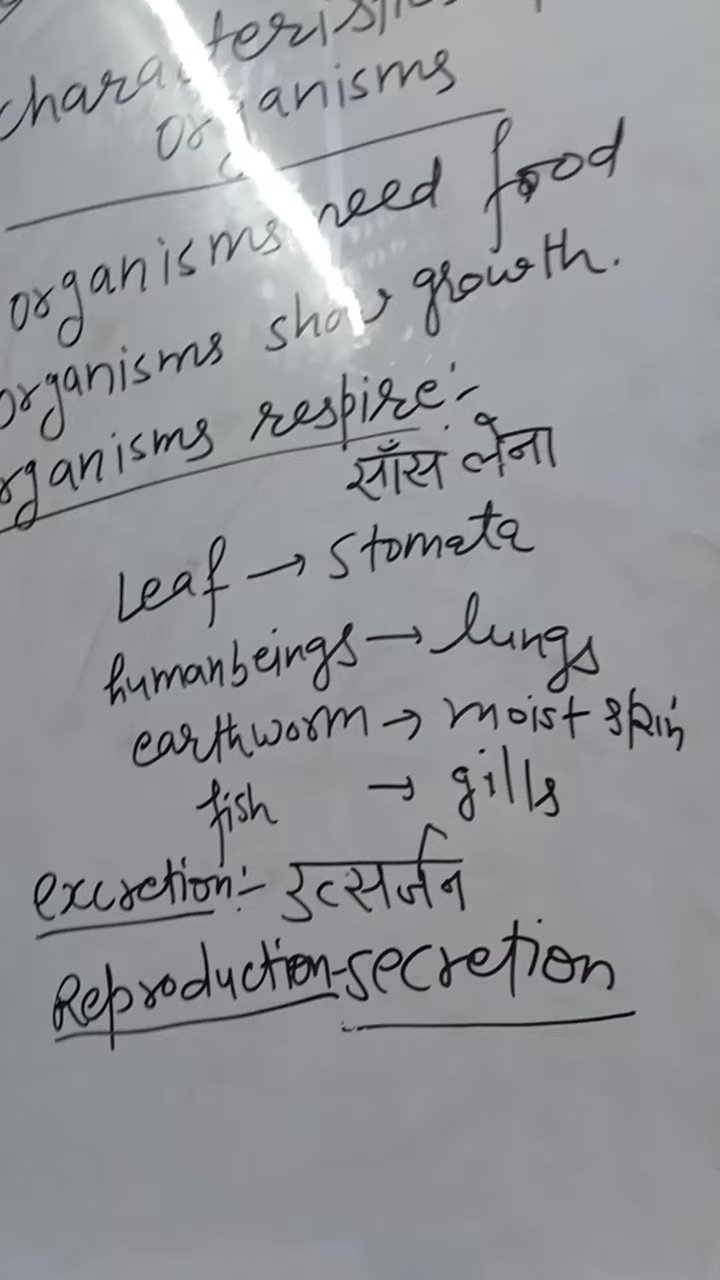 organisms
organisms need food
organisms show growth.
organisms respire:-
साँस लेना
Leaf → Stomata
humanbeings → lungs
earthworm → moist skin
fish → gills
excretion:- उत्सर्जन
Reproduction-secretion